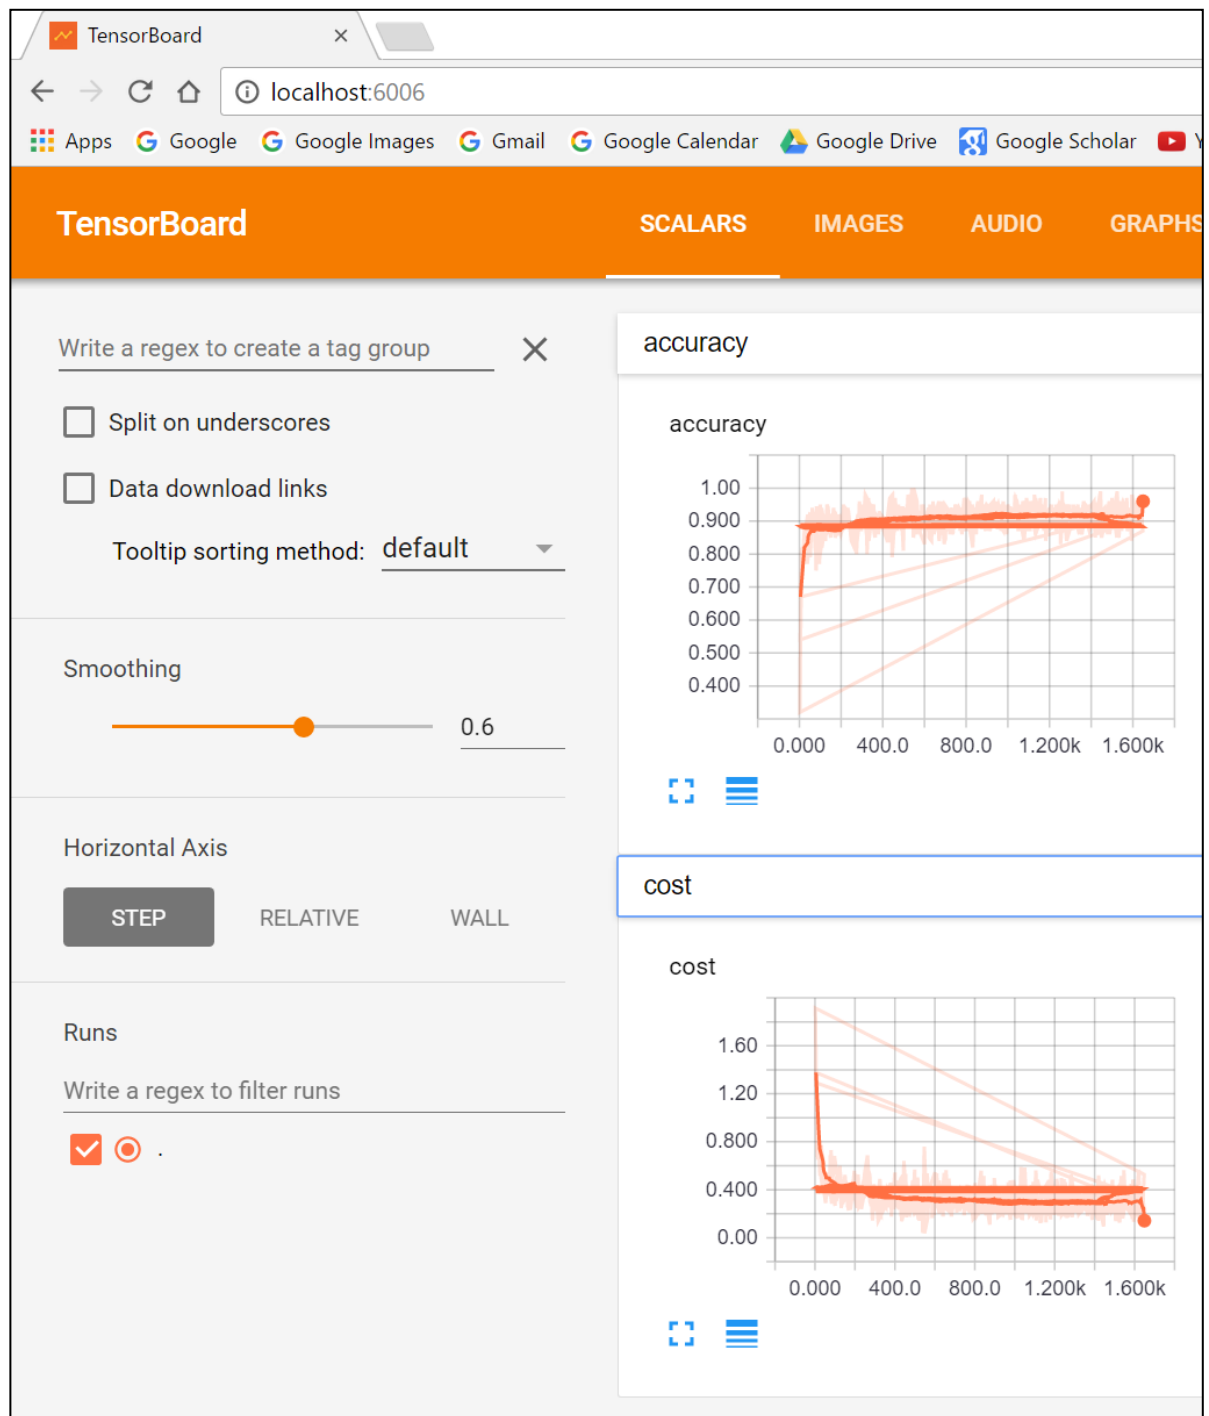 TensorBoard
localhost:6006
Apps Google Google Images Gmail Google Calendar Google Drive Google Scholar
TensorBoard SCALARS IMAGES AUDIO GRAPHS
Write a regex to create a tag group
Split on underscores
Data download links
Tooltip sorting method: default
Smoothing
0.6
Horizontal Axis
STEP RELATIVE WALL
Runs
Write a regex to filter runs
.
accuracy
accuracy
1.00
0.900
0.800
0.700
0.600
0.500
0.400
0.000 400.0 800.0 1.200k 1.600k
cost
cost
1.60
1.20
0.800
0.400
0.00
0.000 400.0 800.0 1.200k 1.600k